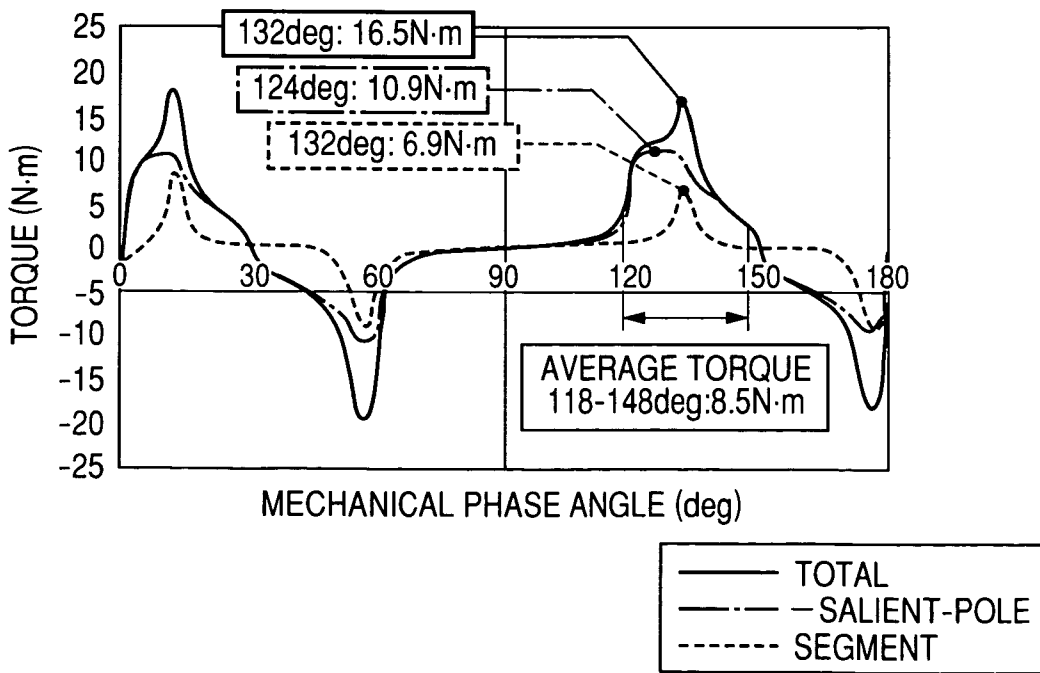 25
20
15
10
5
0
-5
-10
-15
-20
-25
TORQUE (N·m)
132deg: 16.5N·m
124deg: 10.9N·m
132deg: 6.9N·m
0
30
60
90
120
150
180
AVERAGE TORQUE
118-148deg:8.5N·m
MECHANICAL PHASE ANGLE (deg)
TOTAL
SALIENT-POLE
SEGMENT